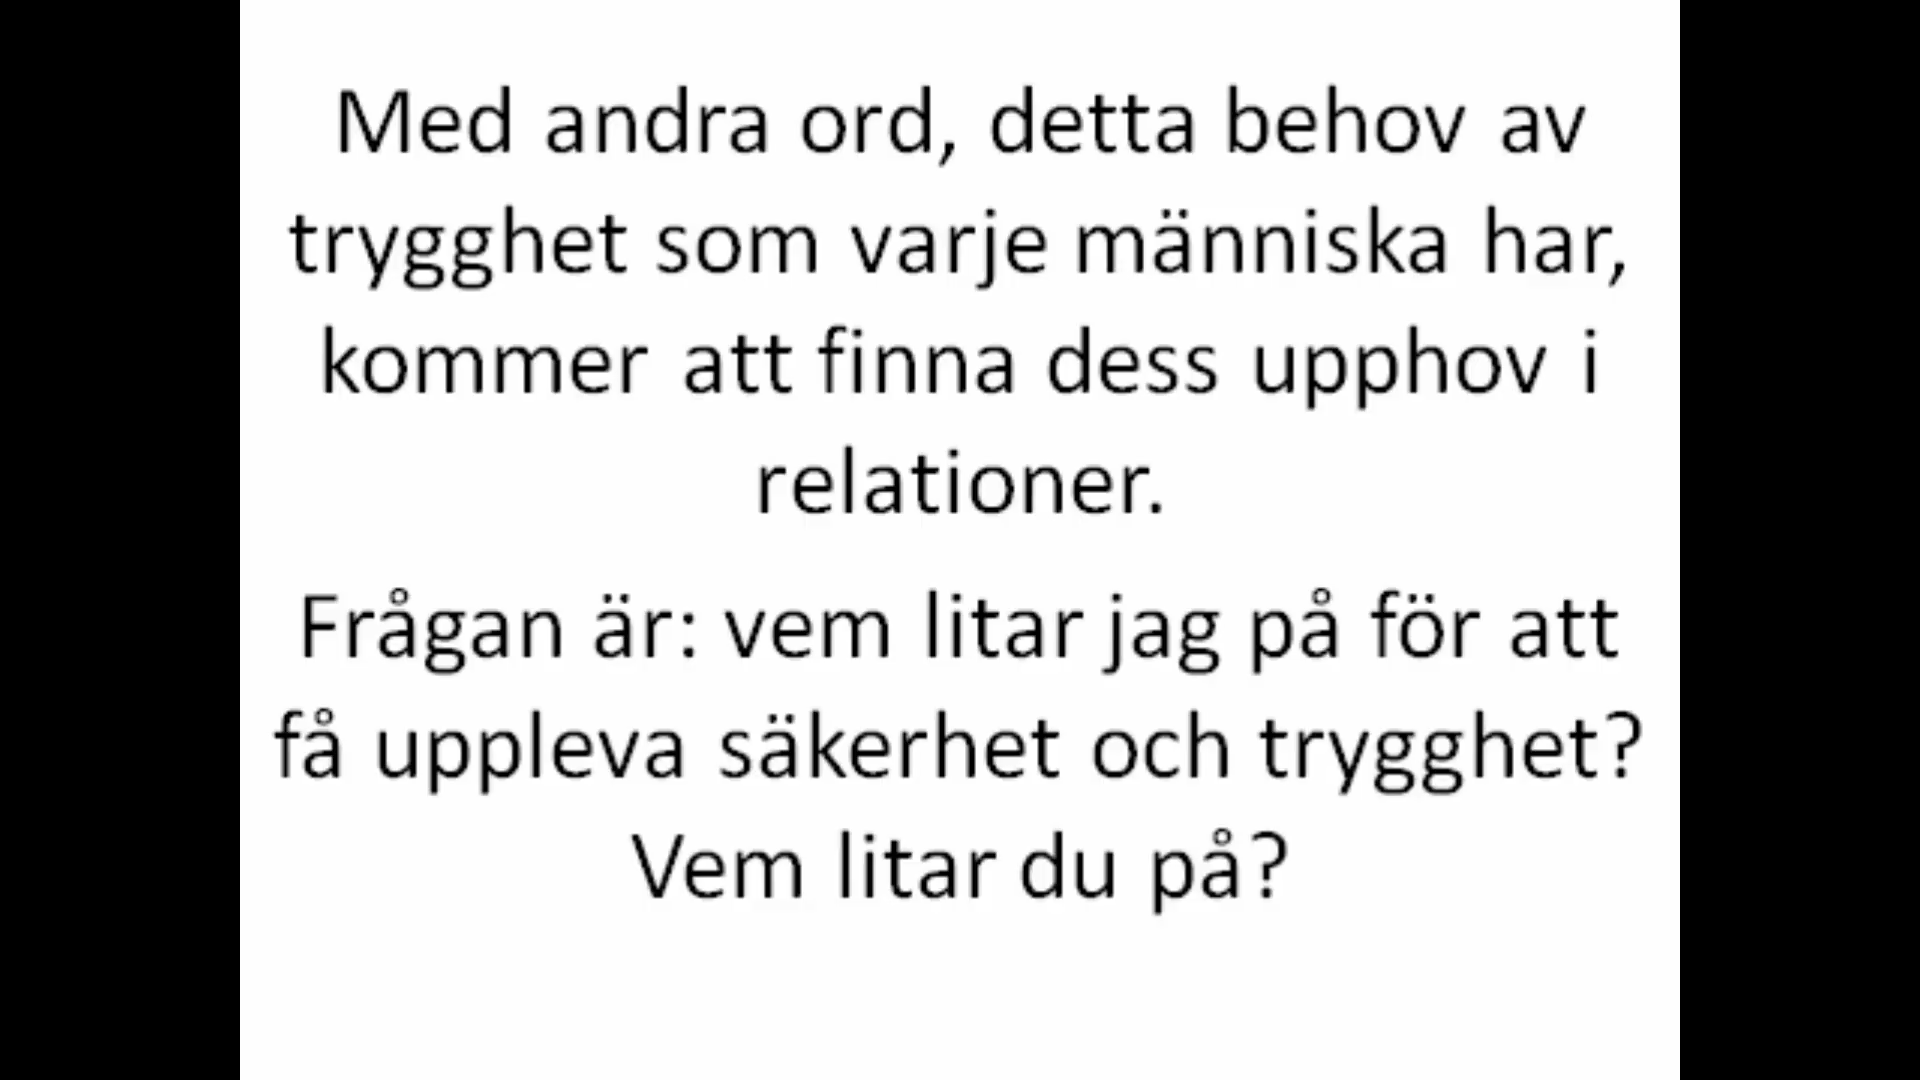 Med andra ord, detta behov av
trygghet som varje människa har,
kommer att finna dess upphov i
relationer.
Frågan är: vem litar jag på för att
få uppleva säkerhet och trygghet?
Vem litar du på?